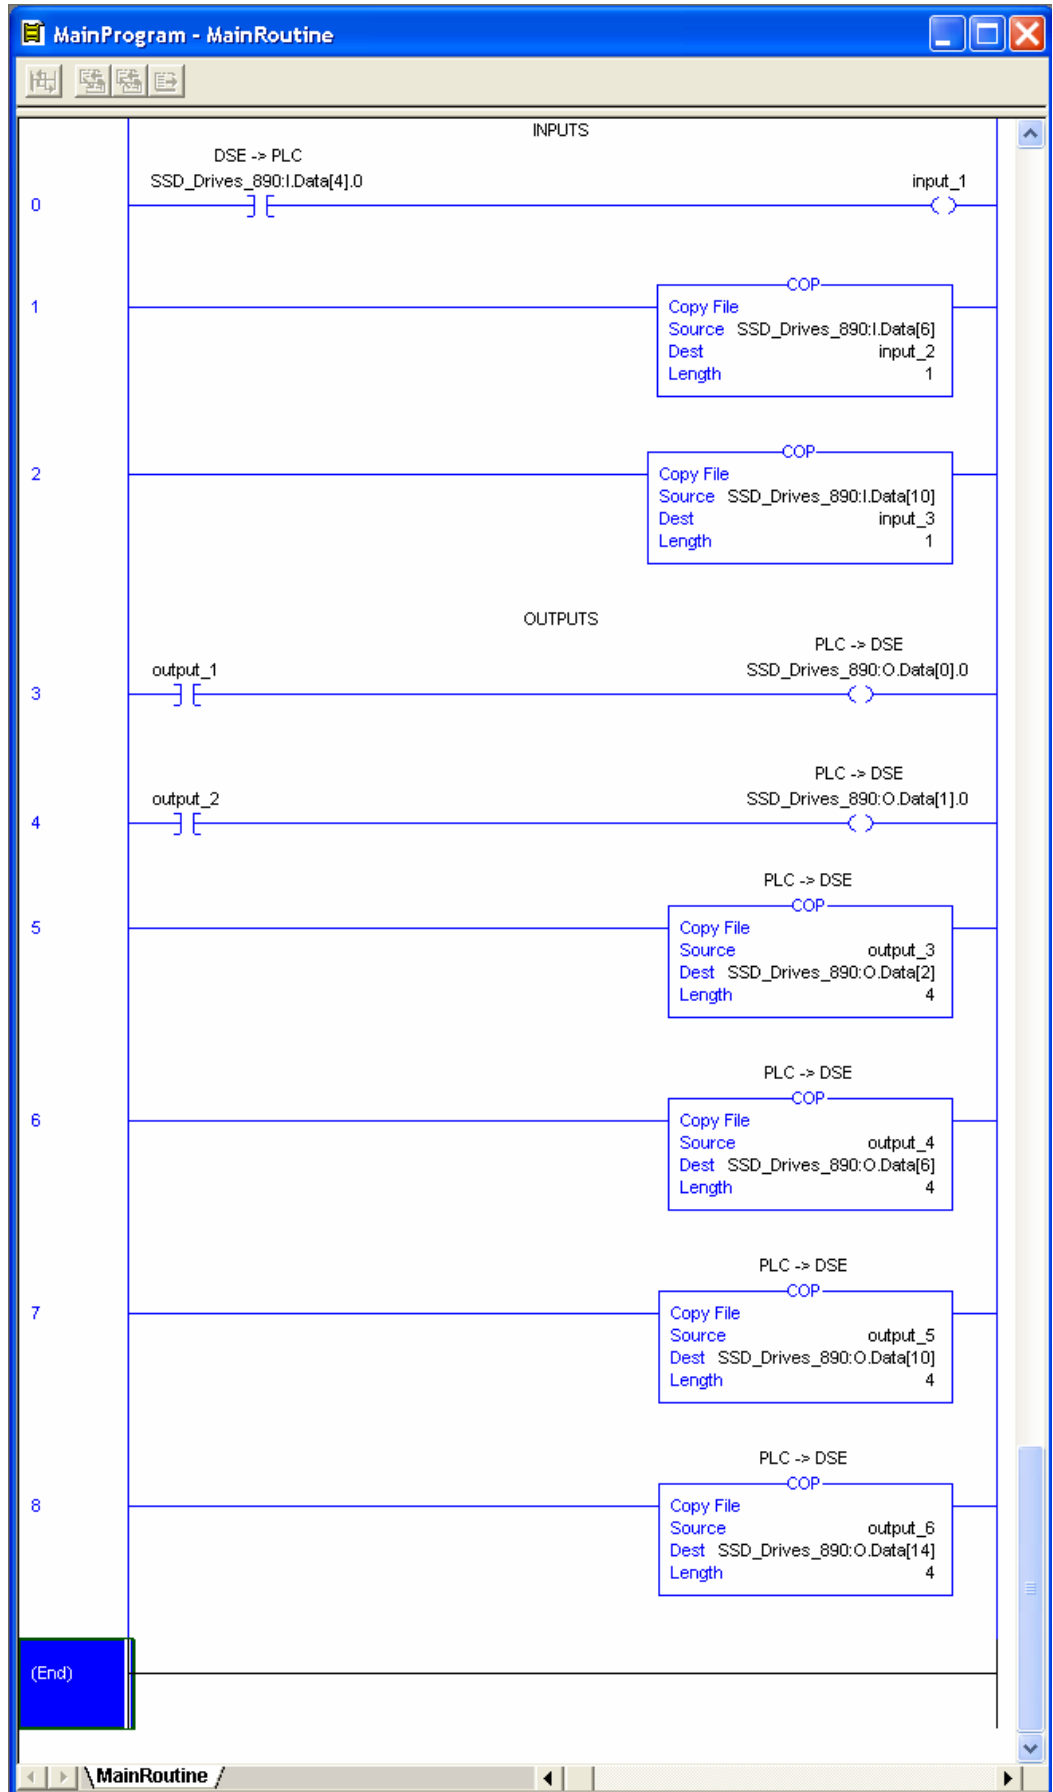 MainProgram - MainRoutine
INPUTS
DSE -> PLC
SSD_Drives_890:I.Data[4].0
input_1
0
COP
1
Copy File
Source SSD_Drives_890:I.Data[6]
Dest input_2
Length 1
COP
2
Copy File
Source SSD_Drives_890:I.Data[10]
Dest input_3
Length 1
OUTPUTS
PLC -> DSE
output_1
SSD_Drives_890:O.Data[0].0
3
PLC -> DSE
output_2
SSD_Drives_890:O.Data[1].0
4
PLC -> DSE
COP
5
Copy File
Source output_3
Dest SSD_Drives_890:O.Data[2]
Length 4
PLC -> DSE
COP
6
Copy File
Source output_4
Dest SSD_Drives_890:O.Data[6]
Length 4
PLC -> DSE
COP
7
Copy File
Source output_5
Dest SSD_Drives_890:O.Data[10]
Length 4
PLC -> DSE
COP
8
Copy File
Source output_6
Dest SSD_Drives_890:O.Data[14]
Length 4
(End)
MainRoutine